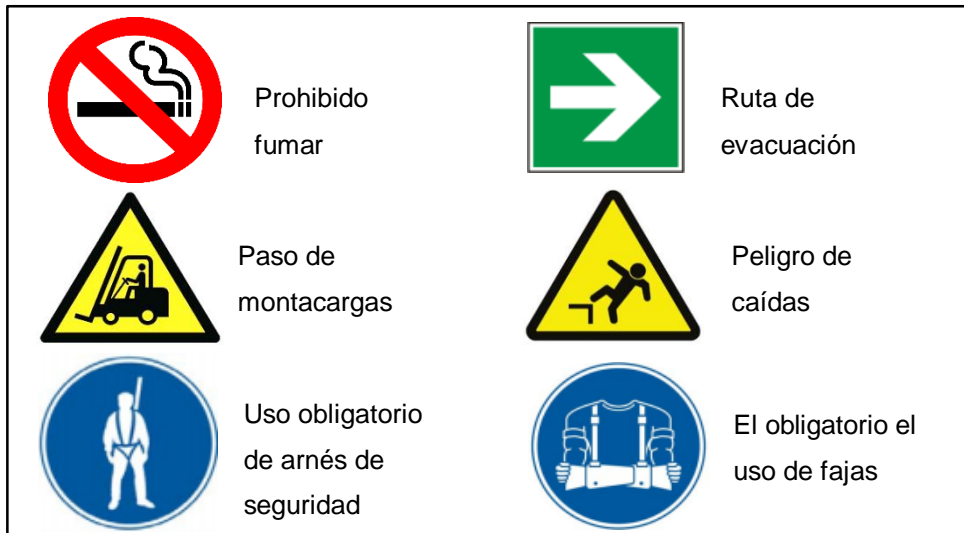 Prohibido
fumar
Ruta de
evacuación
Paso de
montacargas
Peligro de
caídas
Uso obligatorio
de arnés de
seguridad
El obligatorio el
uso de fajas